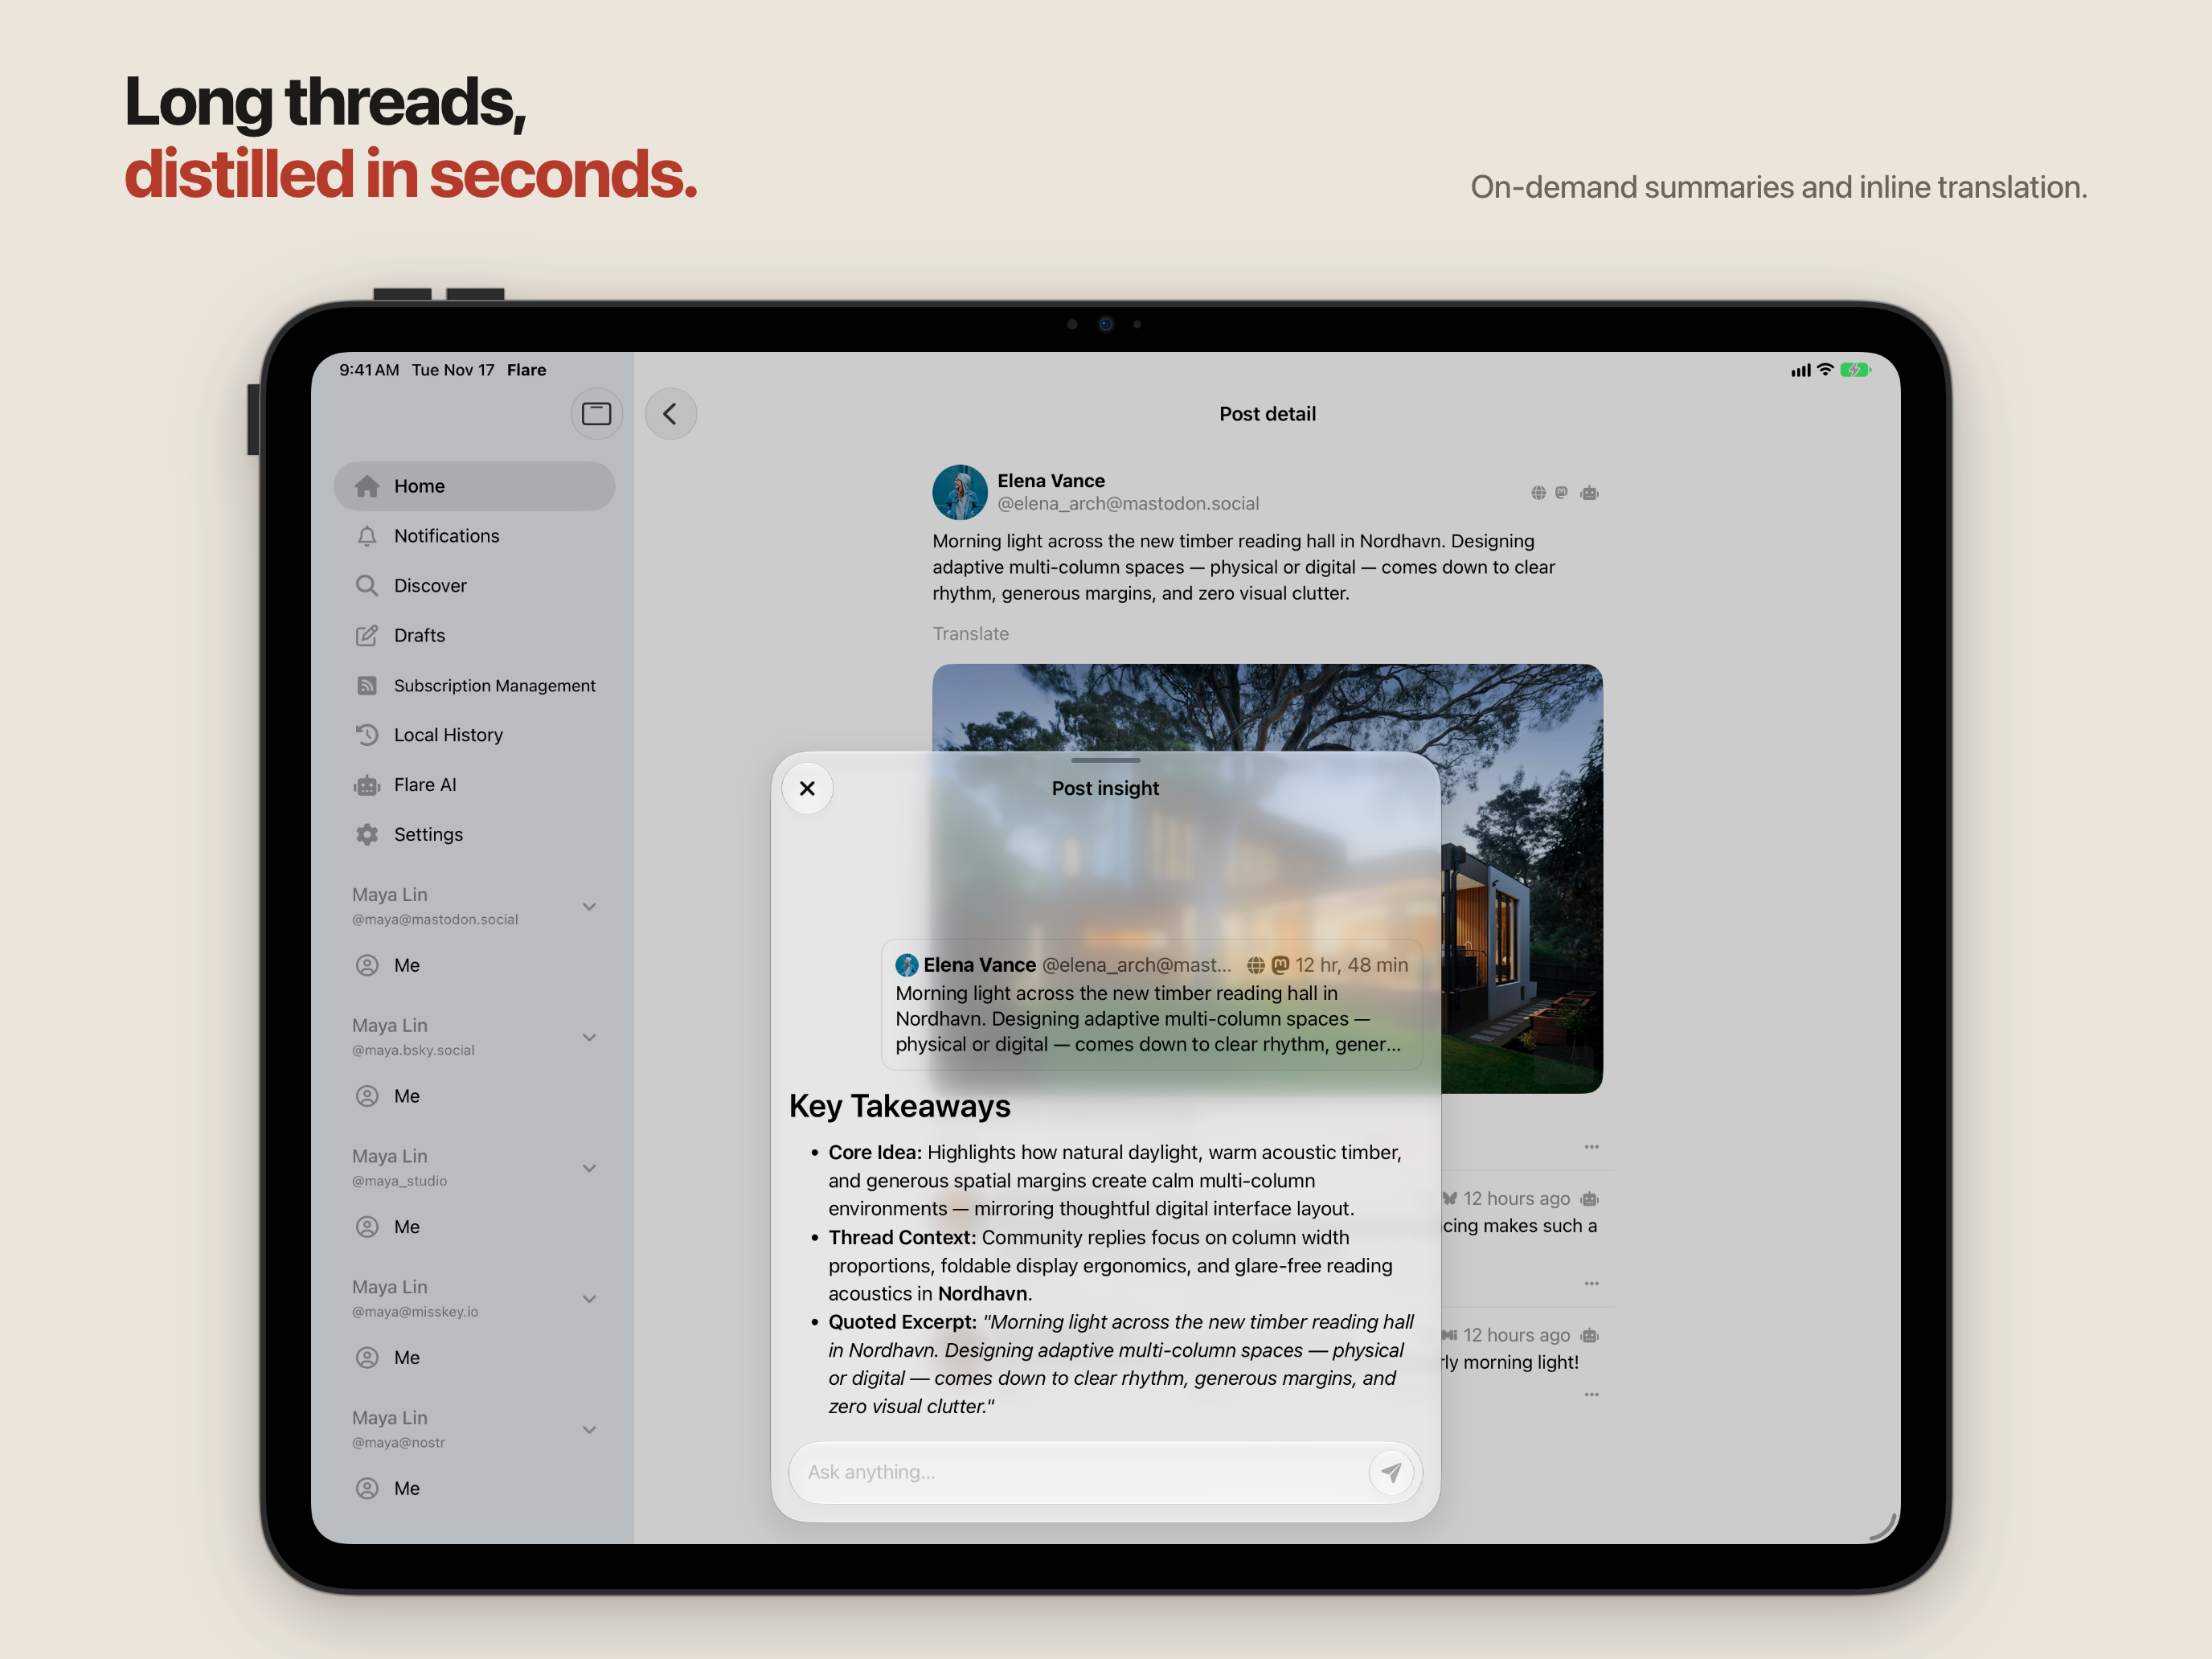 Long threads,
distilled in seconds.
On-demand summaries and inline translation.
9:41 AM Tue Nov 17 Flare
Post detail
Home
Notifications
Discover
Drafts
Subscription Management
Local History
Flare AI
Settings
Maya Lin
@maya@mastodon.social
Me
Maya Lin
@maya.bsky.social
Me
Maya Lin
@maya_studio
Me
Maya Lin
@maya@misskey.io
Me
Maya Lin
@maya@nostr
Me
Elena Vance
@elena_arch@mastodon.social
Morning light across the new timber reading hall in Nordhavn. Designing
adaptive multi-column spaces — physical or digital — comes down to clear
rhythm, generous margins, and zero visual clutter.
Translate
Post insight
Elena Vance @elena_arch@mast... 12 hr, 48 min
Morning light across the new timber reading hall in
Nordhavn. Designing adaptive multi-column spaces —
physical or digital — comes down to clear rhythm, gener...
Key Takeaways
• Core Idea: Highlights how natural daylight, warm acoustic timber,
and generous spatial margins create calm multi-column
environments — mirroring thoughtful digital interface layout.
• Thread Context: Community replies focus on column width
proportions, foldable display ergonomics, and glare-free reading
acoustics in Nordhavn.
• Quoted Excerpt: "Morning light across the new timber reading hall
in Nordhavn. Designing adaptive multi-column spaces — physical
or digital — comes down to clear rhythm, generous margins, and
zero visual clutter."
Ask anything...
12 hours ago
makes such a
12 hours ago
morning light!